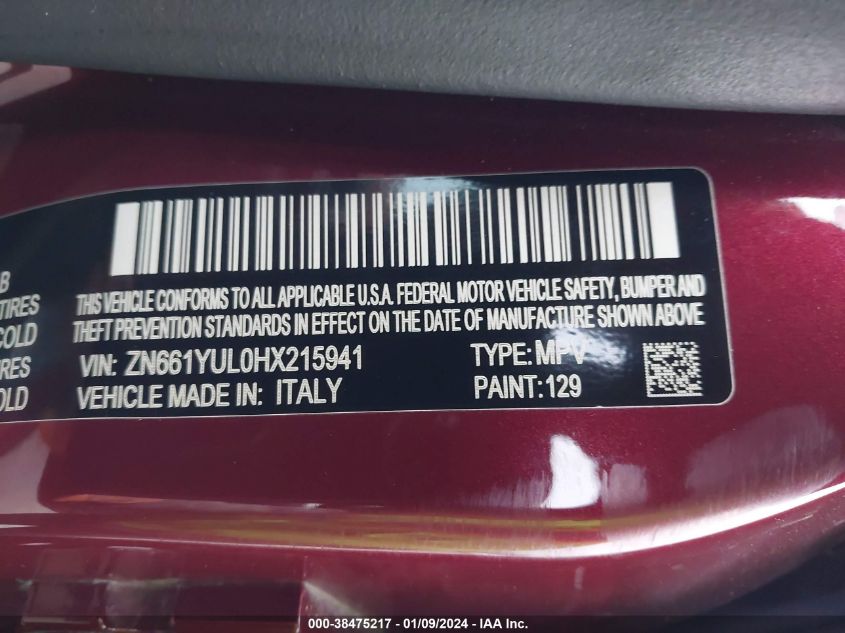 B
TIRES
COLD
RES
OLD
THIS VEHICLE CONFORMS TO ALL APPLICABLE U.S.A. FEDERAL MOTOR VEHICLE SAFETY, BUMPER AND
THEFT PREVENTION STANDARDS IN EFFECT ON THE DATE OF MANUFACTURE SHOWN ABOVE
VIN: ZN661YUL0HX215941 TYPE: MPV
VEHICLE MADE IN: ITALY PAINT: 129
000-38475217 - 01/09/2024 - IAA Inc.